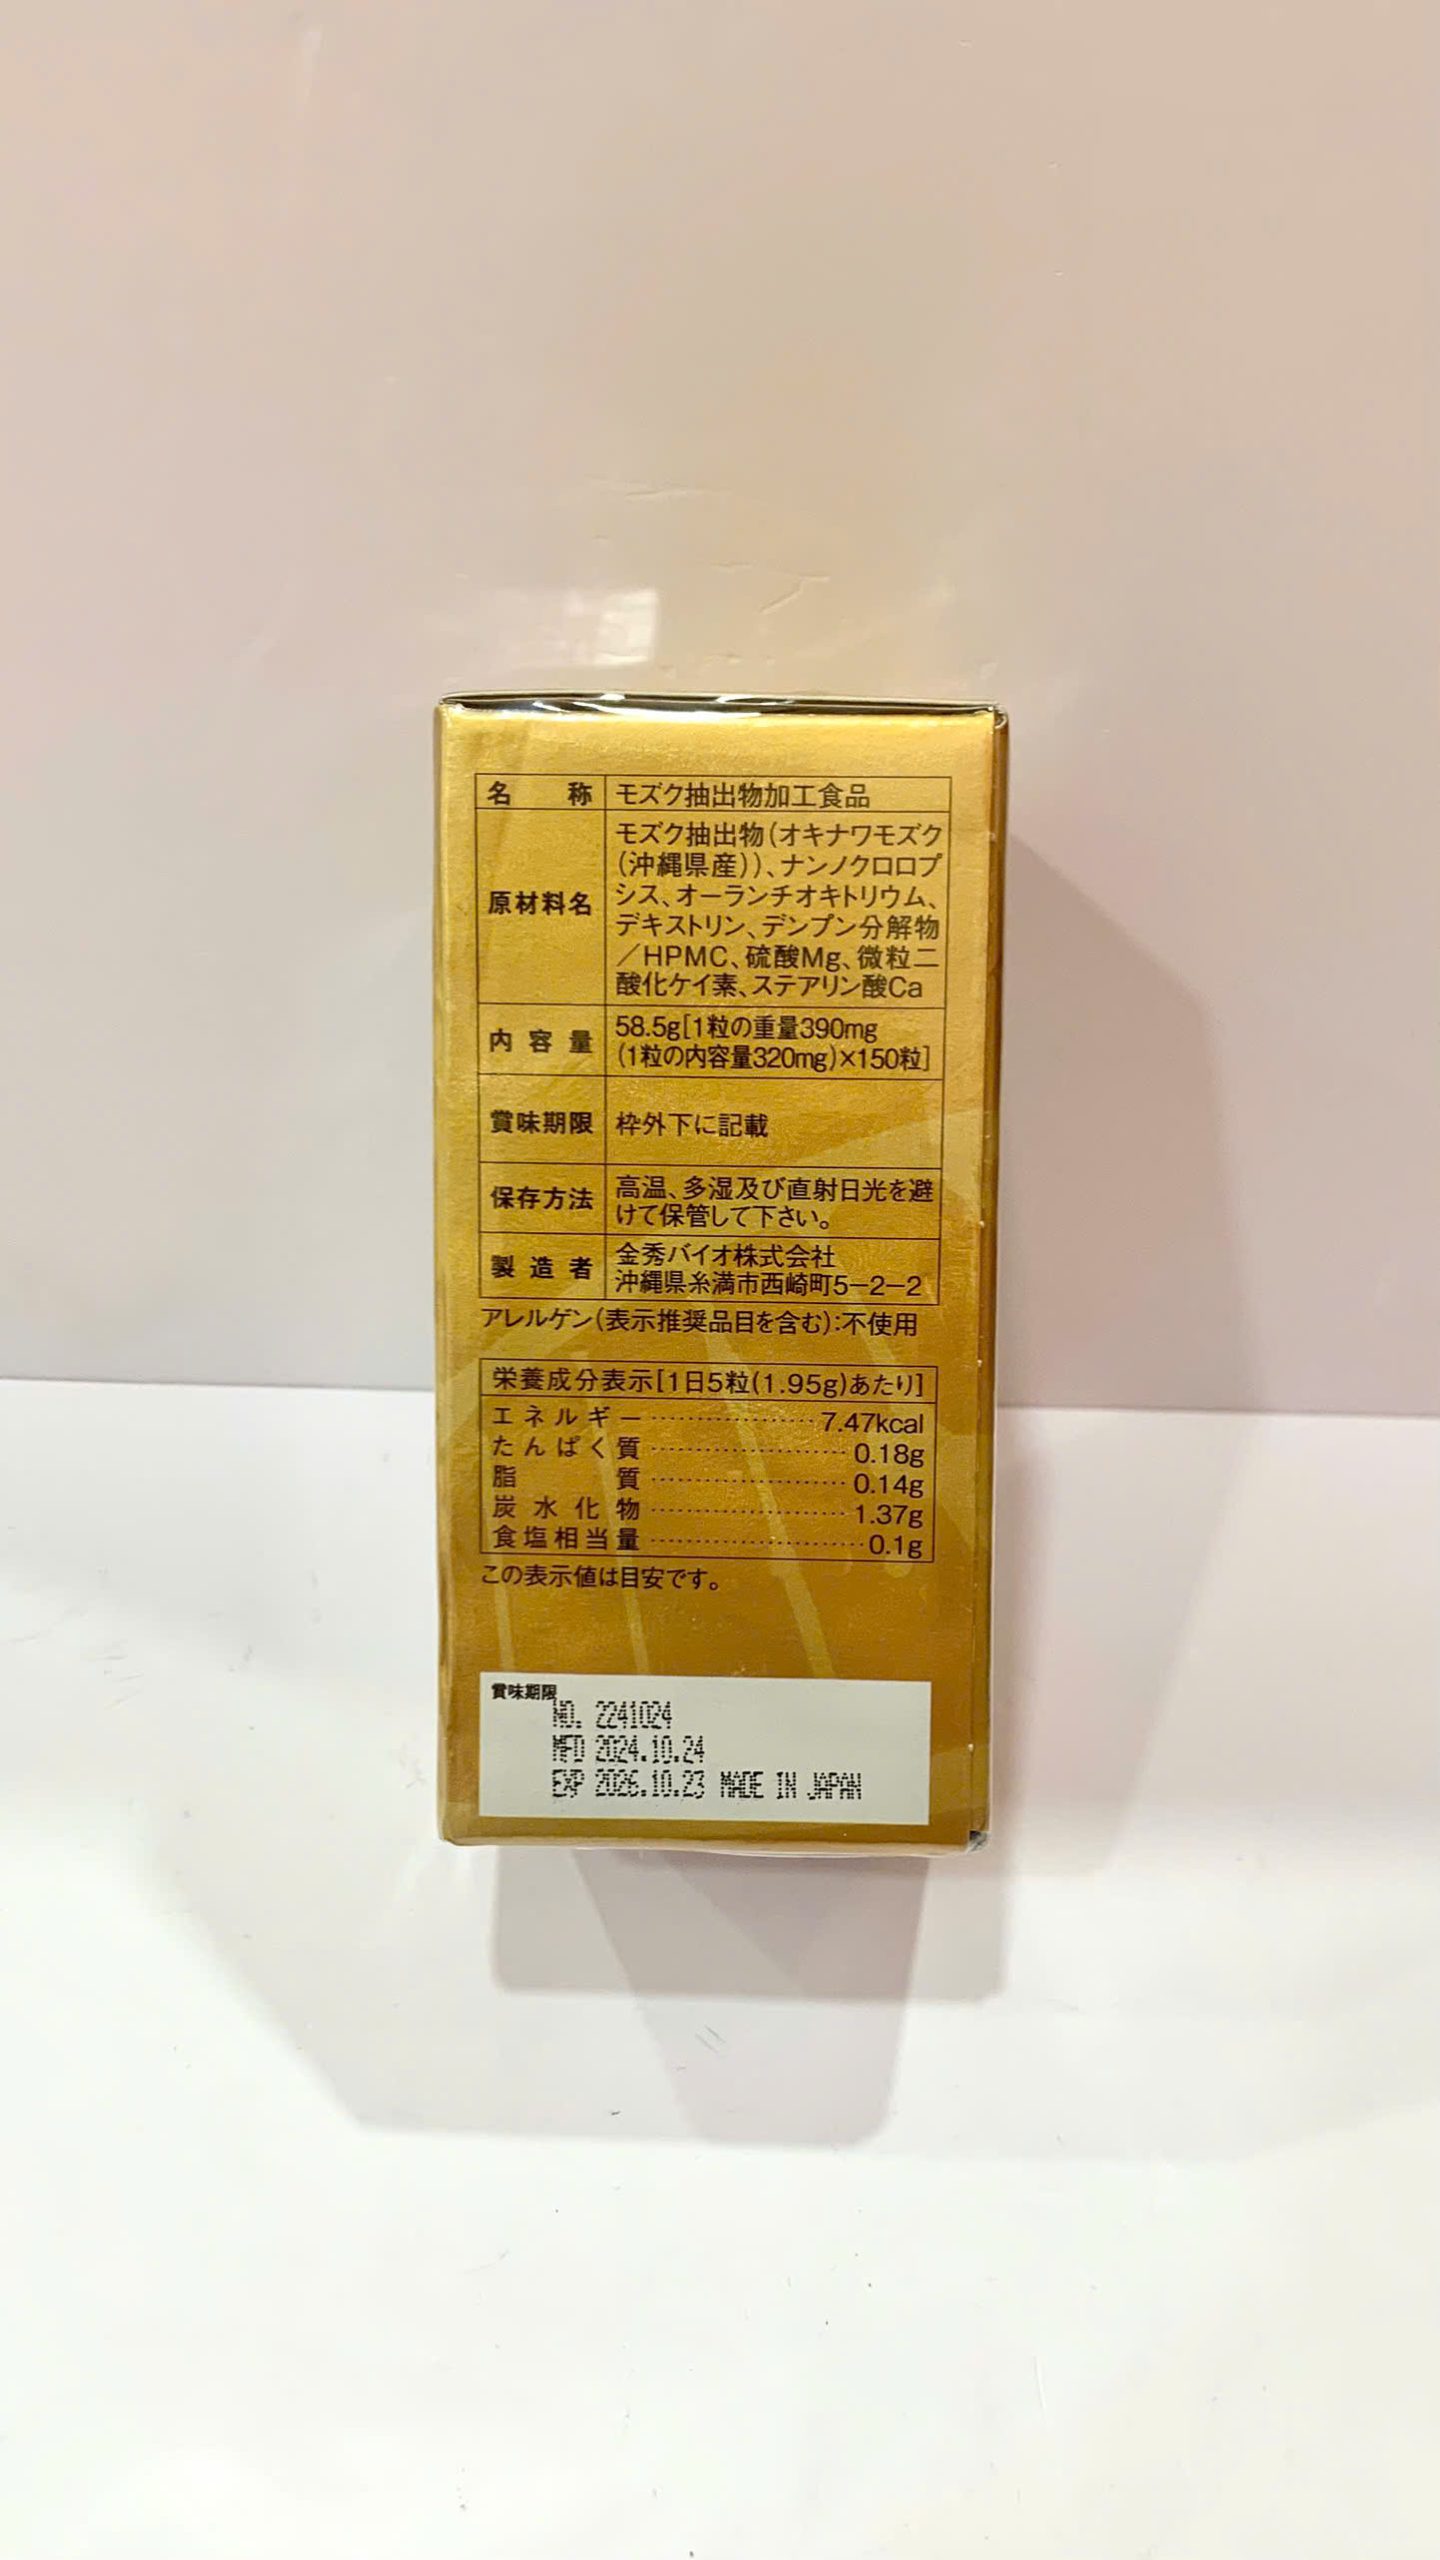 名 称 モズク抽出物加工食品
原材料名 モズク抽出物(オキナワモズク
(沖縄県産))、ナンノクロロプ
シス、オーランチオキトリウム、
デキストリン、デンプン分解物
/HPMC、硫酸Mg、微粒二
酸化ケイ素、ステアリン酸Ca
内容量 58.5g[1粒の重量390mg
(1粒の内容量320mg)×150粒]
賞味期限 枠外下に記載
保存方法 高温、多湿及び直射日光を避
けて保管して下さい。
製造者 金秀バイオ株式会社
沖縄県糸満市西崎町5-2-2
アレルゲン(表示推奨品目を含む):不使用
栄養成分表示[1日5粒(1.95g)あたり]
エネルギー 7.47kcal
たんぱく質 0.18g
脂質 0.14g
炭水化物 1.37g
食塩相当量 0.1g
この表示値は目安です。
賞味期限
NO. 2241024
MFD 2024.10.24
EXP 2026.10.23 MADE IN JAPAN